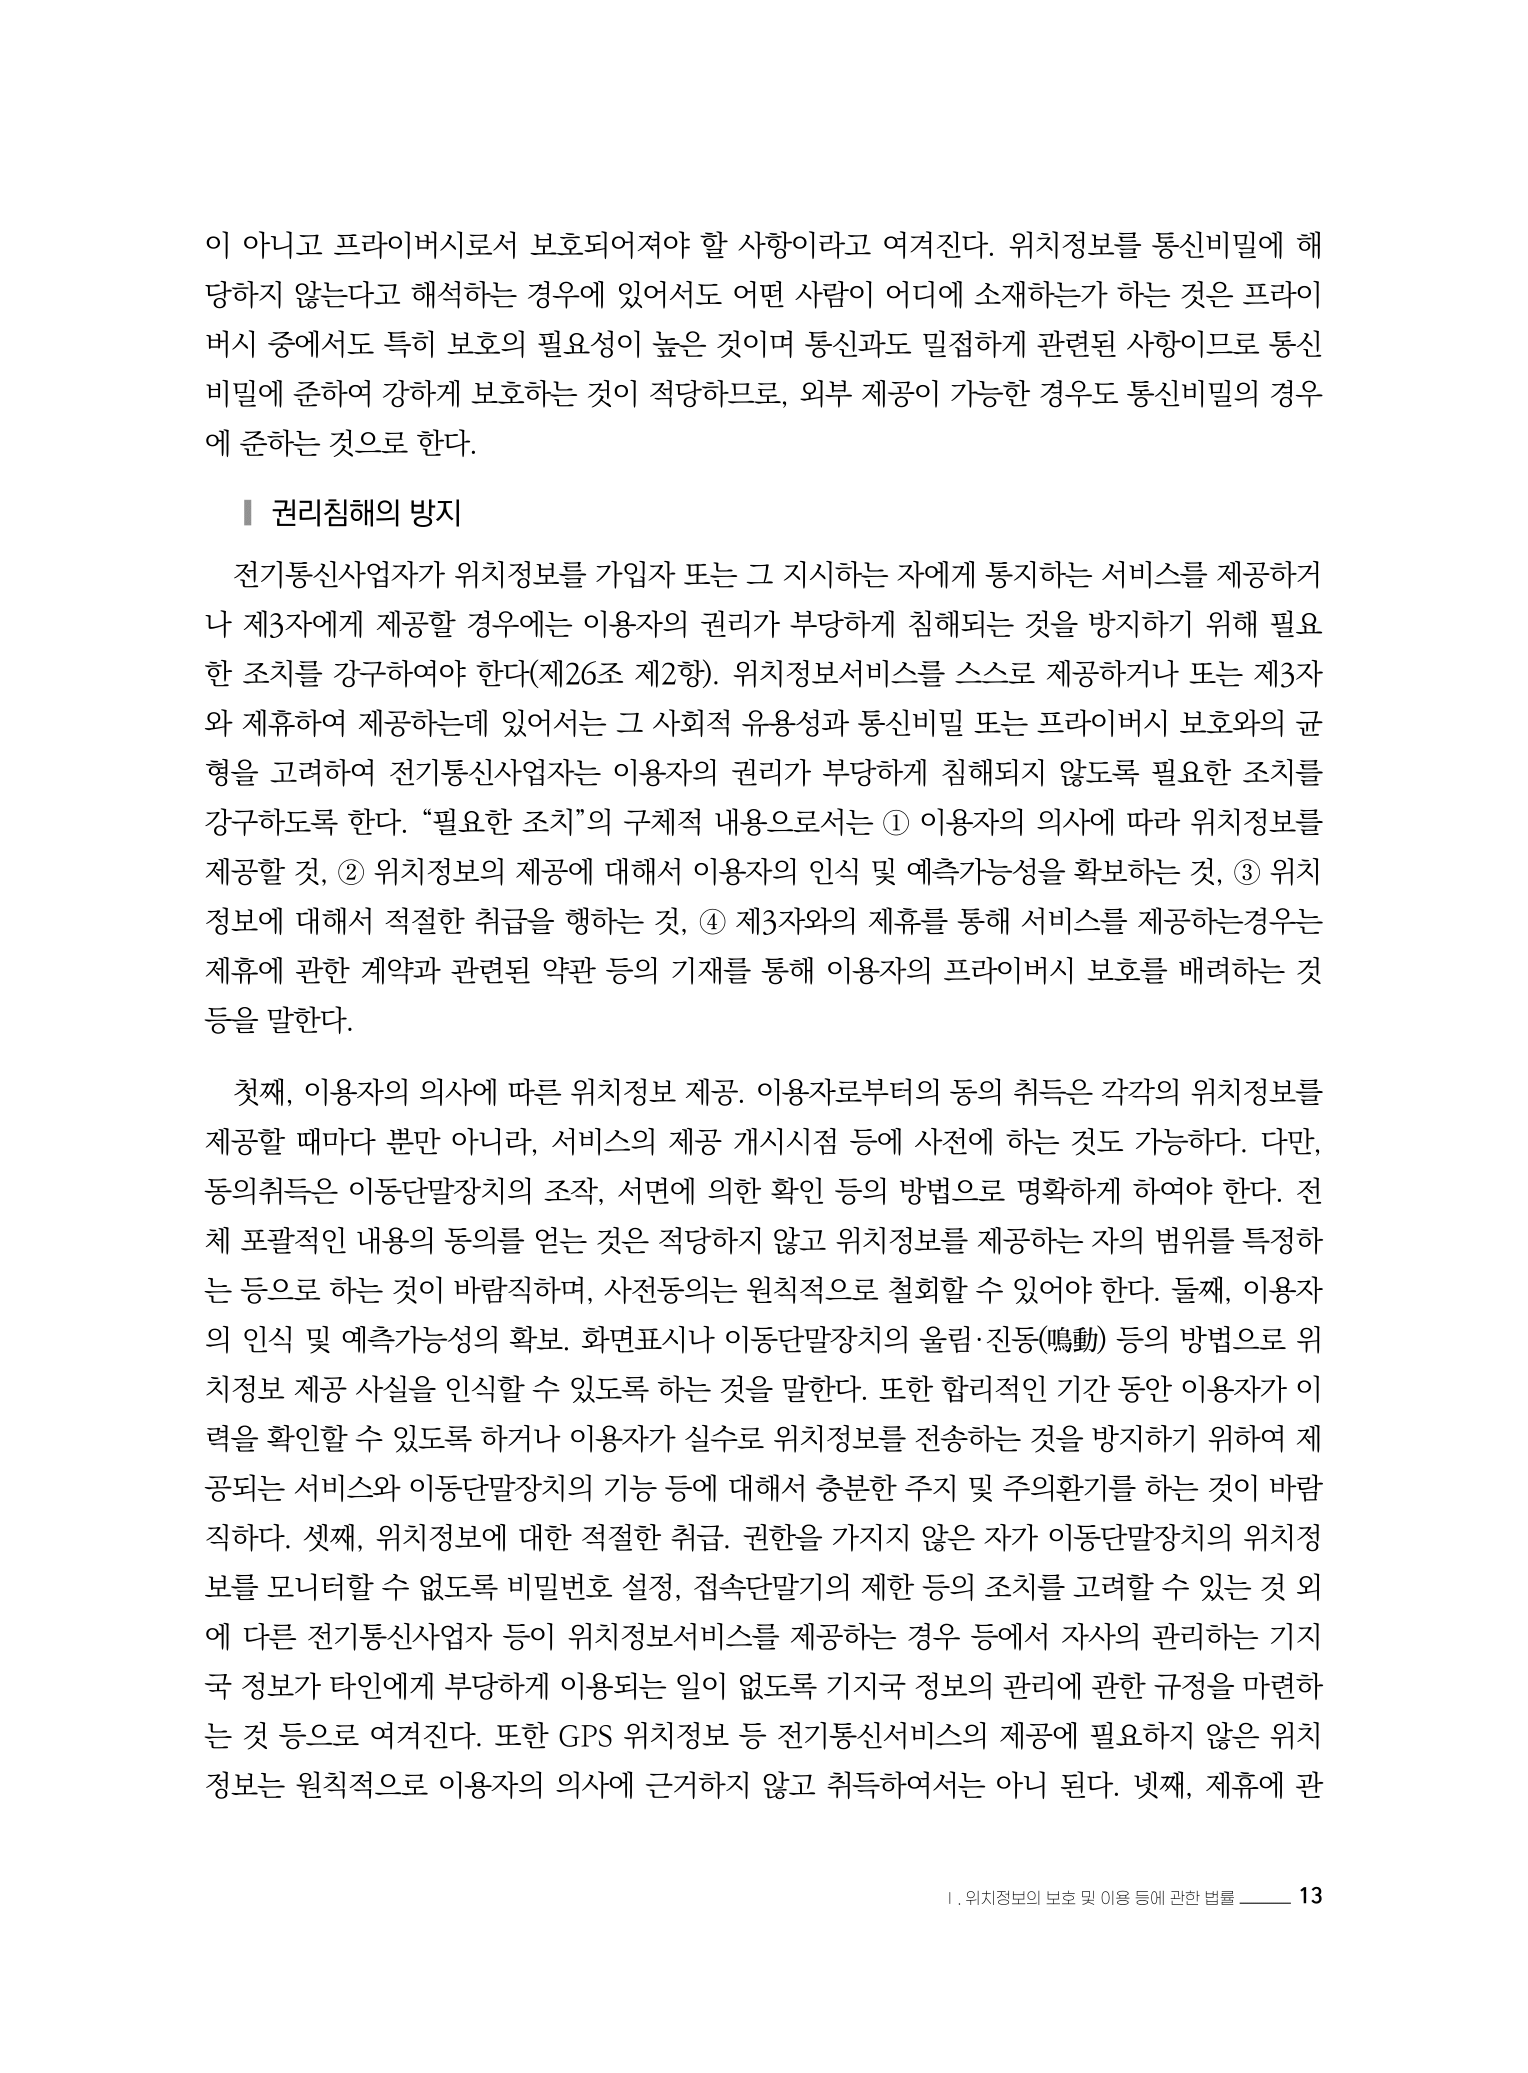 이 아니고 프라이버시로서 보호되어져야 할 사항이라고 여겨진다. 위치정보를 통신비밀에 해
당하지 않는다고 해석하는 경우에 있어서도 어떤 사람이 어디에 소재하는가 하는 것은 프라이
버시 중에서도 특히 보호의 필요성이 높은 것이며 통신과도 밀접하게 관련된 사항이므로 통신
비밀에 준하여 강하게 보호하는 것이 적당하므로, 외부 제공이 가능한 경우도 통신비밀의 경우
에 준하는 것으로 한다.
권리침해의 방지
전기통신사업자가 위치정보를 가입자 또는 그 지시하는 자에게 통지하는 서비스를 제공하거
나 제3자에게 제공할 경우에는 이용자의 권리가 부당하게 침해되는 것을 방지하기 위해 필요
한 조치를 강구하여야 한다(제26조 제2항). 위치정보서비스를 스스로 제공하거나 또는 제3자
와 제휴하여 제공하는데 있어서는 그 사회적 유용성과 통신비밀 또는 프라이버시 보호와의 균
형을 고려하여 전기통신사업자는 이용자의 권리가 부당하게 침해되지 않도록 필요한 조치를
강구하도록 한다. “필요한 조치”의 구체적 내용으로서는 ① 이용자의 의사에 따라 위치정보를
제공할 것, ② 위치정보의 제공에 대해서 이용자의 인식 및 예측가능성을 확보하는 것, ③ 위치
정보에 대해서 적절한 취급을 행하는 것, ④ 제3자와의 제휴를 통해 서비스를 제공하는경우는
제휴에 관한 계약과 관련된 약관 등의 기재를 통해 이용자의 프라이버시 보호를 배려하는 것
등을 말한다.
첫째, 이용자의 의사에 따른 위치정보 제공. 이용자로부터의 동의 취득은 각각의 위치정보를
제공할 때마다 뿐만 아니라, 서비스의 제공 개시시점 등에 사전에 하는 것도 가능하다. 다만,
동의취득은 이동단말장치의 조작, 서면에 의한 확인 등의 방법으로 명확하게 하여야 한다. 전
체 포괄적인 내용의 동의를 얻는 것은 적당하지 않고 위치정보를 제공하는 자의 범위를 특정하
는 등으로 하는 것이 바람직하며, 사전동의는 원칙적으로 철회할 수 있어야 한다. 둘째, 이용자
의 인식 및 예측가능성의 확보. 화면표시나 이동단말장치의 울림·진동(鳴動) 등의 방법으로 위
치정보 제공 사실을 인식할 수 있도록 하는 것을 말한다. 또한 합리적인 기간 동안 이용자가 이
력을 확인할 수 있도록 하거나 이용자가 실수로 위치정보를 전송하는 것을 방지하기 위하여 제
공되는 서비스와 이동단말장치의 기능 등에 대해서 충분한 주지 및 주의환기를 하는 것이 바람
직하다. 셋째, 위치정보에 대한 적절한 취급. 권한을 가지지 않은 자가 이동단말장치의 위치정
보를 모니터할 수 없도록 비밀번호 설정, 접속단말기의 제한 등의 조치를 고려할 수 있는 것 외
에 다른 전기통신사업자 등이 위치정보서비스를 제공하는 경우 등에서 자사의 관리하는 기지
국 정보가 타인에게 부당하게 이용되는 일이 없도록 기지국 정보의 관리에 관한 규정을 마련하
는 것 등으로 여겨진다. 또한 GPS 위치정보 등 전기통신서비스의 제공에 필요하지 않은 위치
정보는 원칙적으로 이용자의 의사에 근거하지 않고 취득하여서는 아니 된다. 넷째, 제휴에 관
Ⅰ. 위치정보의 보호 및 이용 등에 관한 법률 13